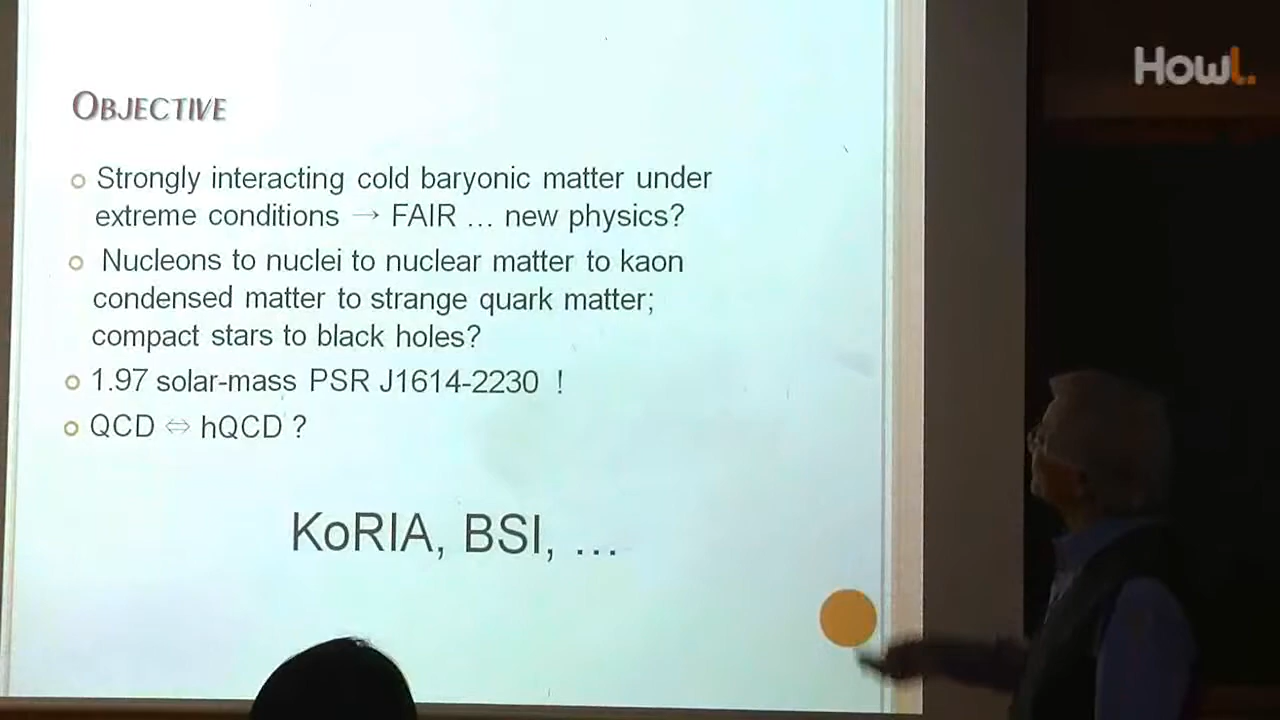 HowL.
OBJECTIVE
Strongly interacting cold baryonic matter under
extreme conditions → FAIR ... new physics?
Nucleons to nuclei to nuclear matter to kaon
condensed matter to strange quark matter;
compact stars to black holes?
1.97 solar-mass PSR J1614-2230 !
QCD ⇔ hQCD ?
KoRIA, BSI, ...